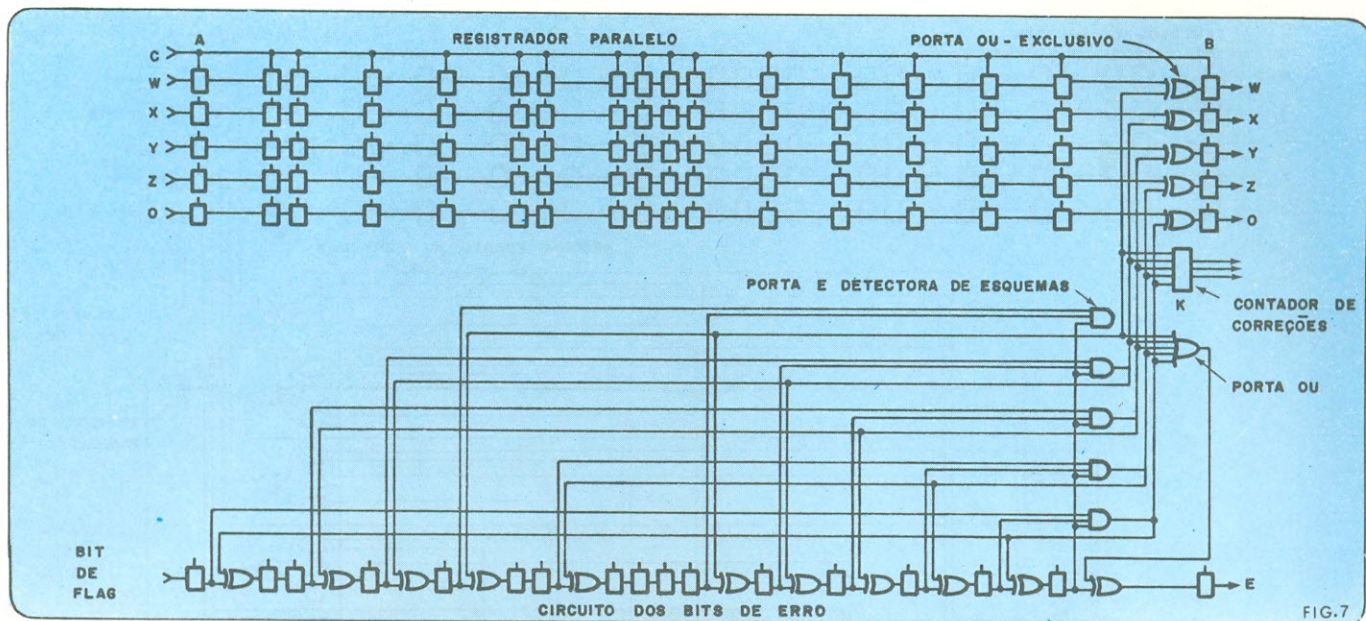 A
REGISTRADOR PARALELO
PORTA OU-EXCLUSIVO
B
C
W
W
X
X
Y
Y
Z
Z
O
O
PORTA E DETECTORA DE ESQUEMAS
K
CONTADOR DE
CORREÇÕES
PORTA OU
BIT
DE
FLAG
E
CIRCUITO DOS BITS DE ERRO
FIG.7